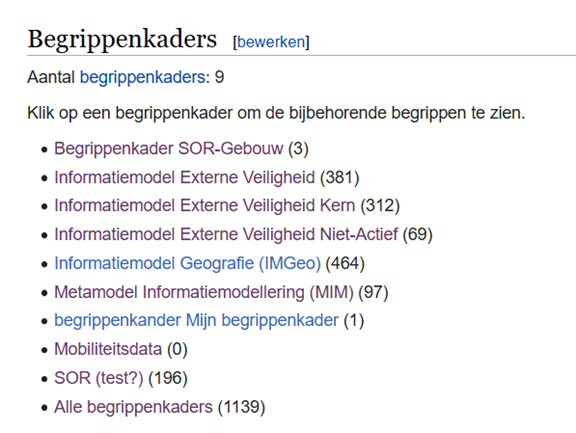 Begrippenkaders [bewerken]
Aantal begrippenkaders: 9
Klik op een begrippenkader om de bijbehorende begrippen te zien.
• Begrippenkader SOR-Gebouw (3)
• Informatiemodel Externe Veiligheid (381)
• Informatiemodel Externe Veiligheid Kern (312)
• Informatiemodel Externe Veiligheid Niet-Actief (69)
• Informatiemodel Geografie (IMGeo) (464)
• Metamodel Informatiemodellering (MIM) (97)
• begrippenkander Mijn begrippenkader (1)
• Mobiliteitsdata (0)
• SOR (test?) (196)
• Alle begrippenkaders (1139)